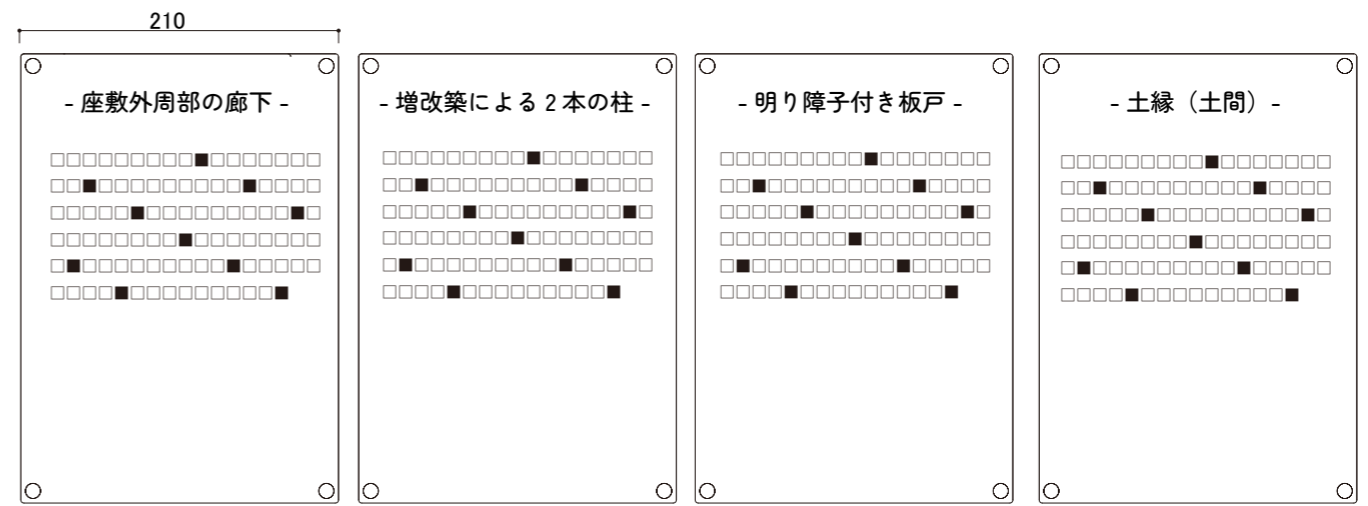 210
- 座敷外周部の廊下 -
- 増改築による2本の柱 -
- 明り障子付き板戸 -
- 土縁（土間）-